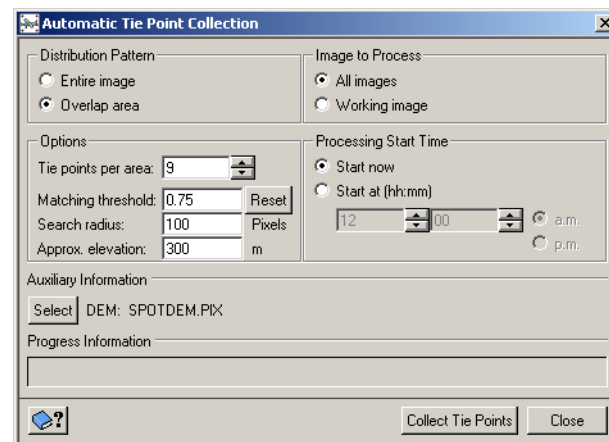 Automatic Tie Point Collection
Distribution Pattern
Entire image
Overlap area
Image to Process
All images
Working image
Options
Tie points per area: 9
Matching threshold: 0.75 Reset
Search radius: 100 Pixels
Approx. elevation: 300 m
Processing Start Time
Start now
Start at (hh:mm)
12 00 a.m.
p.m.
Auxiliary Information
Select DEM: SPOTDEM.PIX
Progress Information
? Collect Tie Points Close